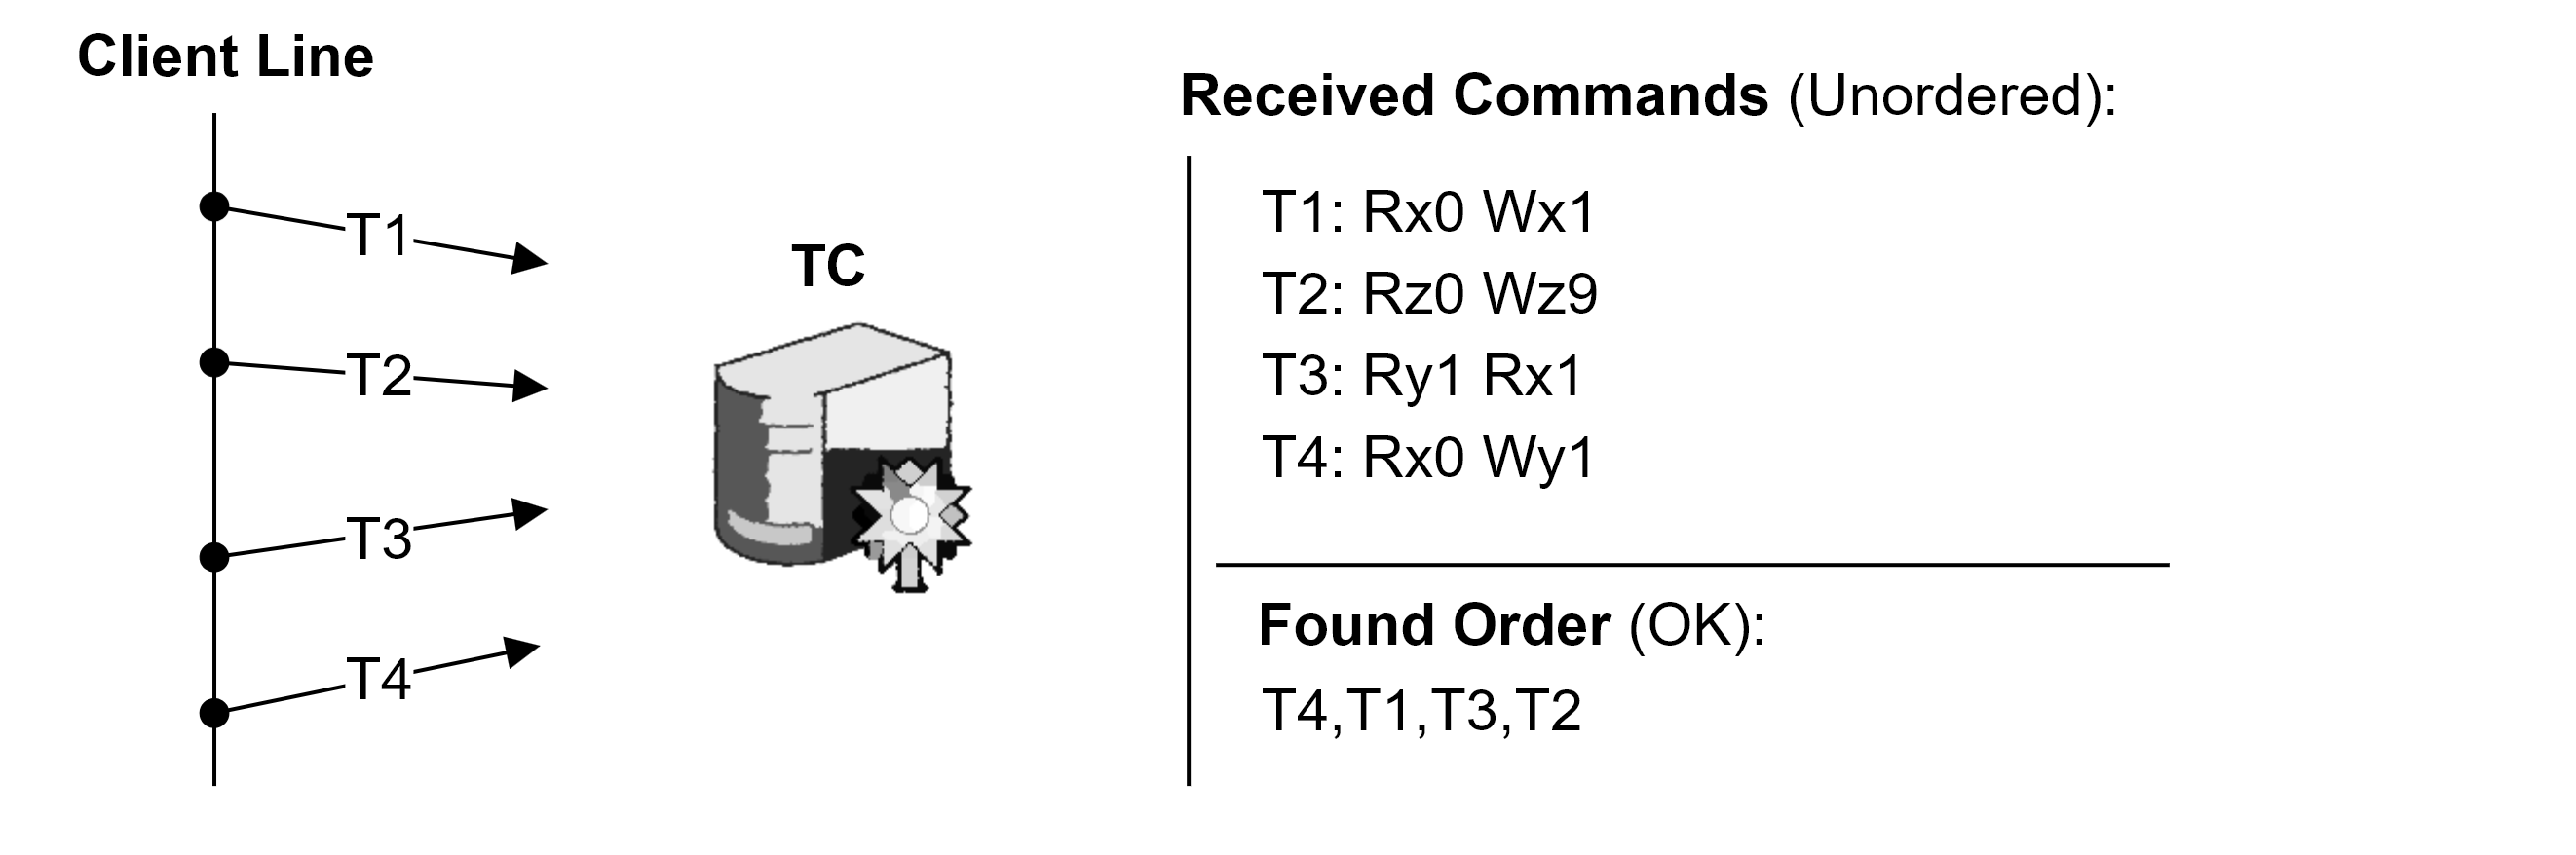 Client Line
T1
T2
T3
T4
TC
Received Commands (Unordered):
T1: Rx0 Wx1
T2: Rz0 Wz9
T3: Ry1 Rx1
T4: Rx0 Wy1
Found Order (OK):
T4,T1,T3,T2